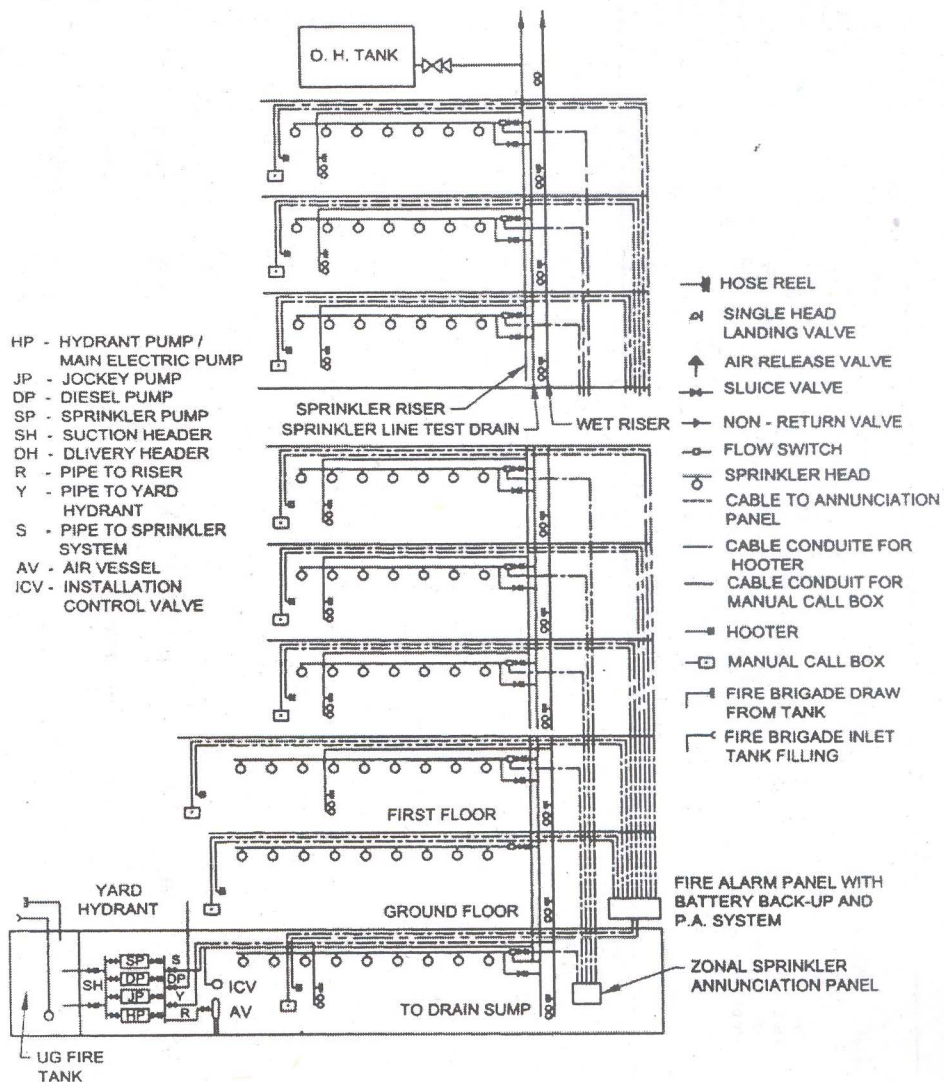 O. H. TANK
HP - HYDRANT PUMP /
MAIN ELECTRIC PUMP
JP - JOCKEY PUMP
DP - DIESEL PUMP
SP - SPRINKLER PUMP
SH - SUCTION HEADER
DH - DLIVERY HEADER
R - PIPE TO RISER
Y - PIPE TO YARD
HYDRANT
S - PIPE TO SPRINKLER
SYSTEM
AV - AIR VESSEL
ICV - INSTALLATION
CONTROL VALVE
SPRINKLER RISER
SPRINKLER LINE TEST DRAIN
WET RISER
HOSE REEL
SINGLE HEAD
LANDING VALVE
AIR RELEASE VALVE
SLUICE VALVE
NON - RETURN VALVE
FLOW SWITCH
SPRINKLER HEAD
CABLE TO ANNUNCIATION
PANEL
CABLE CONDUITE FOR
HOOTER
CABLE CONDUIT FOR
MANUAL CALL BOX
HOOTER
MANUAL CALL BOX
FIRE BRIGADE DRAW
FROM TANK
FIRE BRIGADE INLET
TANK FILLING
FIRST FLOOR
GROUND FLOOR
YARD
HYDRANT
FIRE ALARM PANEL WITH
BATTERY BACK-UP AND
P.A. SYSTEM
ZONAL SPRINKLER
ANNUNCIATION PANEL
SH
SP
DP
JP
HP
S
DP
Y
R
ICV
AV
TO DRAIN SUMP
UG FIRE
TANK